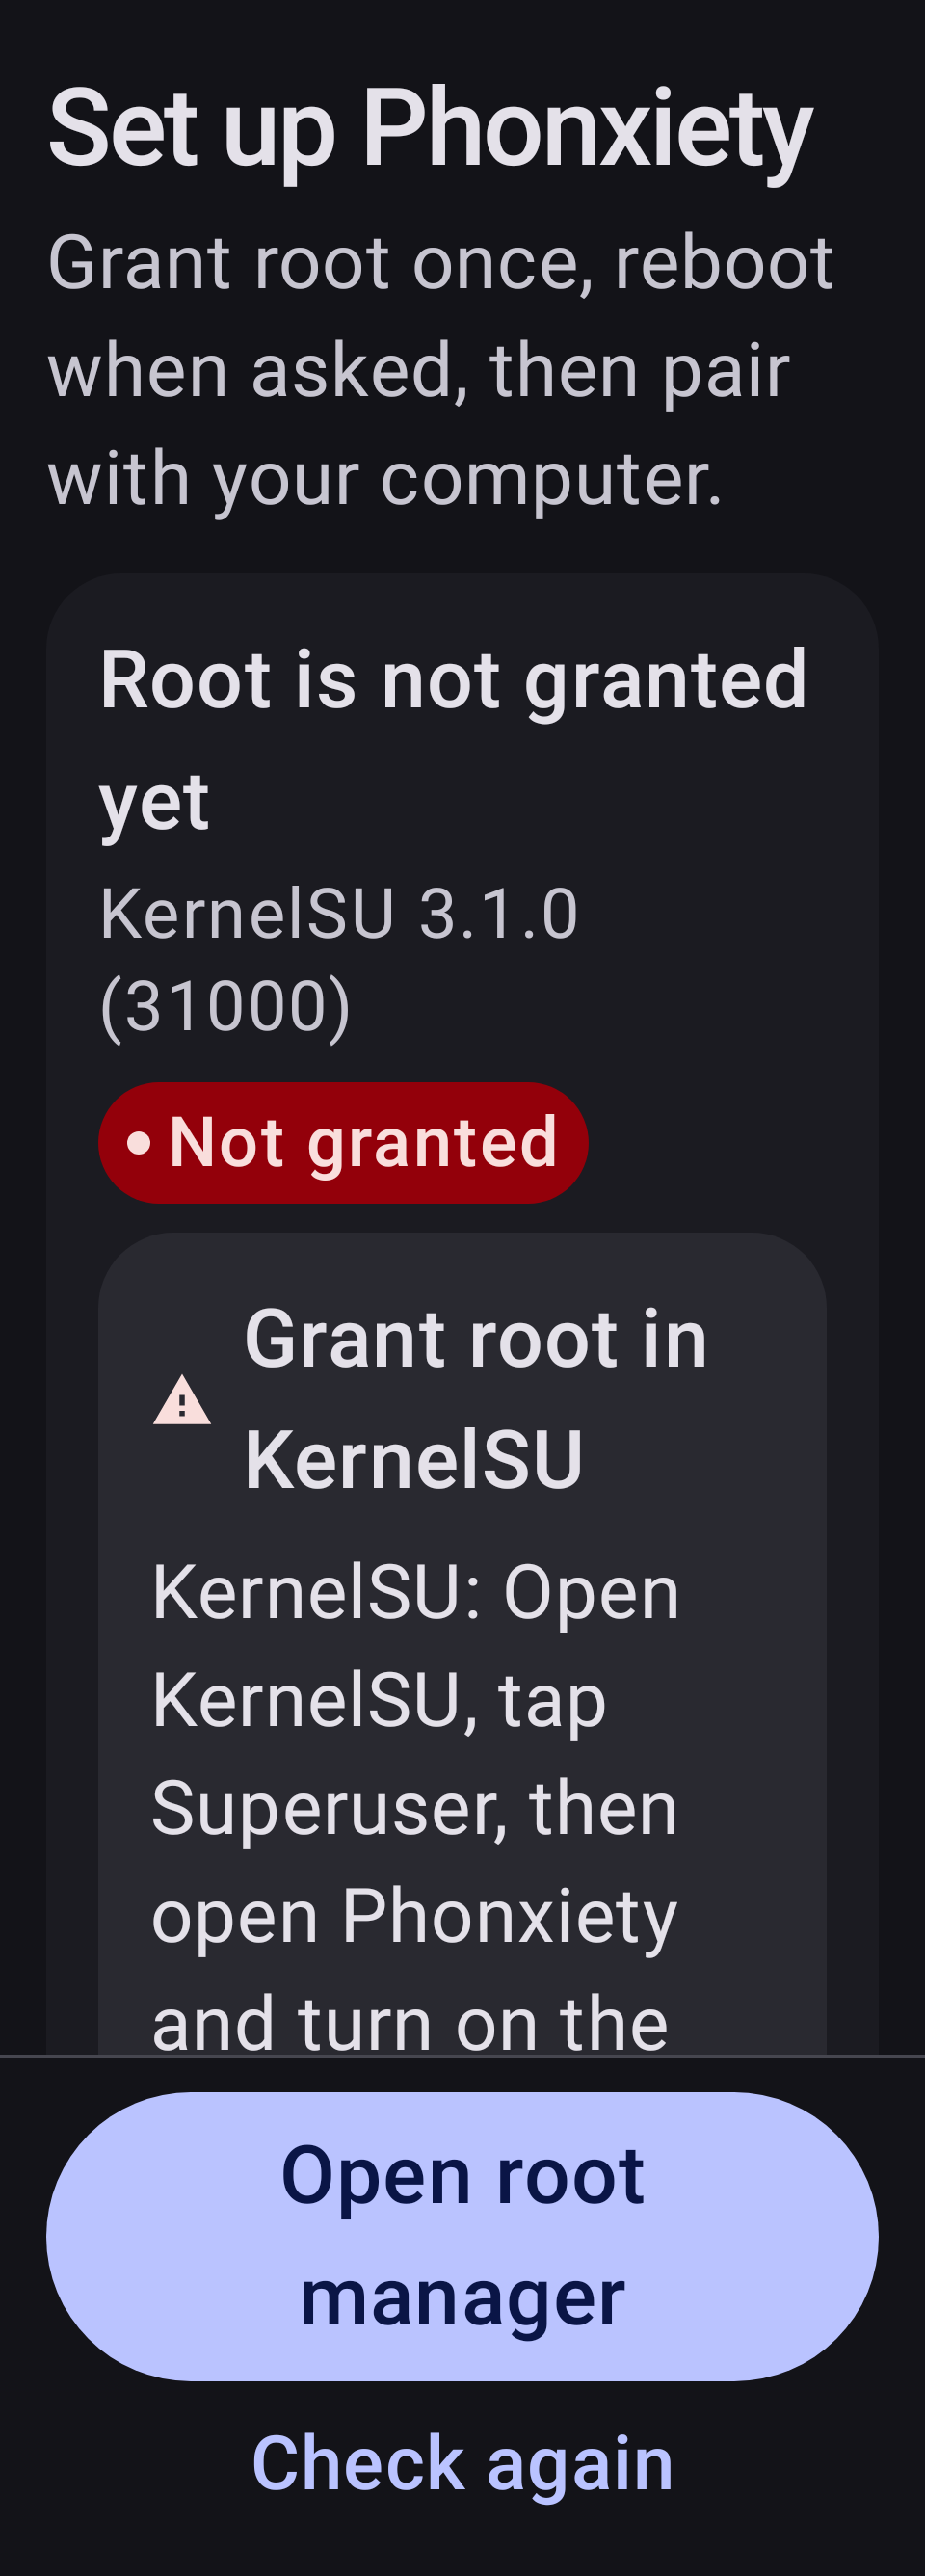 Set up Phonxiety
Grant root once, reboot
when asked, then pair
with your computer.
Root is not granted
yet
KernelSU 3.1.0
(31000)
• Not granted
Grant root in
KernelSU
KernelSU: Open
KernelSU, tap
Superuser, then
open Phonxiety
and turn on the
Open root
manager
Check again